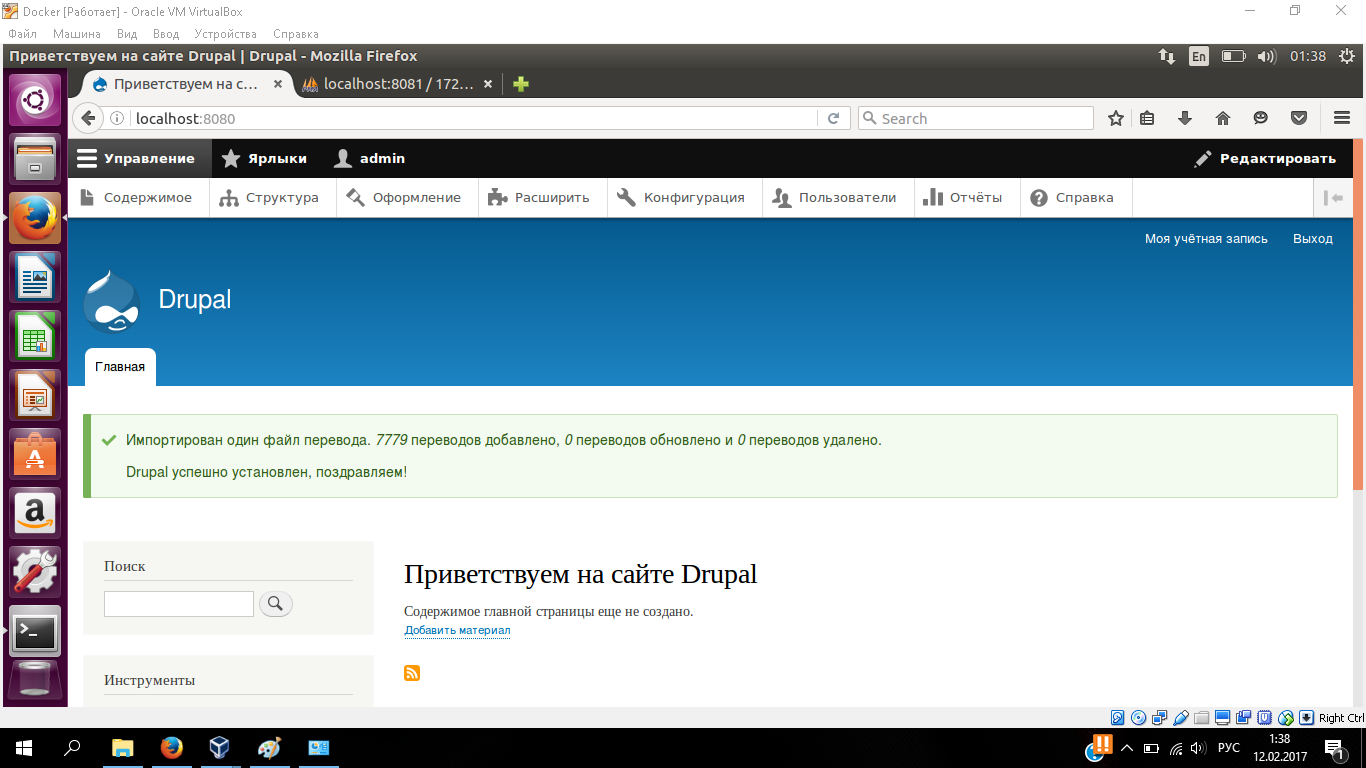 Docker [Работает] - Oracle VM VirtualBox
Файл Машина Вид Ввод Устройства Справка
Приветствуем на сайте Drupal | Drupal - Mozilla Firefox En 01:38
Приветствуем на с... localhost:8081 / 172...
localhost:8080 Search
Управление Ярлыки admin Редактировать
Содержимое Структура Оформление Расширить Конфигурация Пользователи Отчёты Справка
Моя учётная запись Выход
Drupal
Главная
Импортирован один файл перевода. 7779 переводов добавлено, 0 переводов обновлено и 0 переводов удалено.
Drupal успешно установлен, поздравляем!
Поиск
Приветствуем на сайте Drupal
Содержимое главной страницы еще не создано.
Добавить материал
Инструменты
Right Ctrl
РУС
1:38
12.02.2017
1